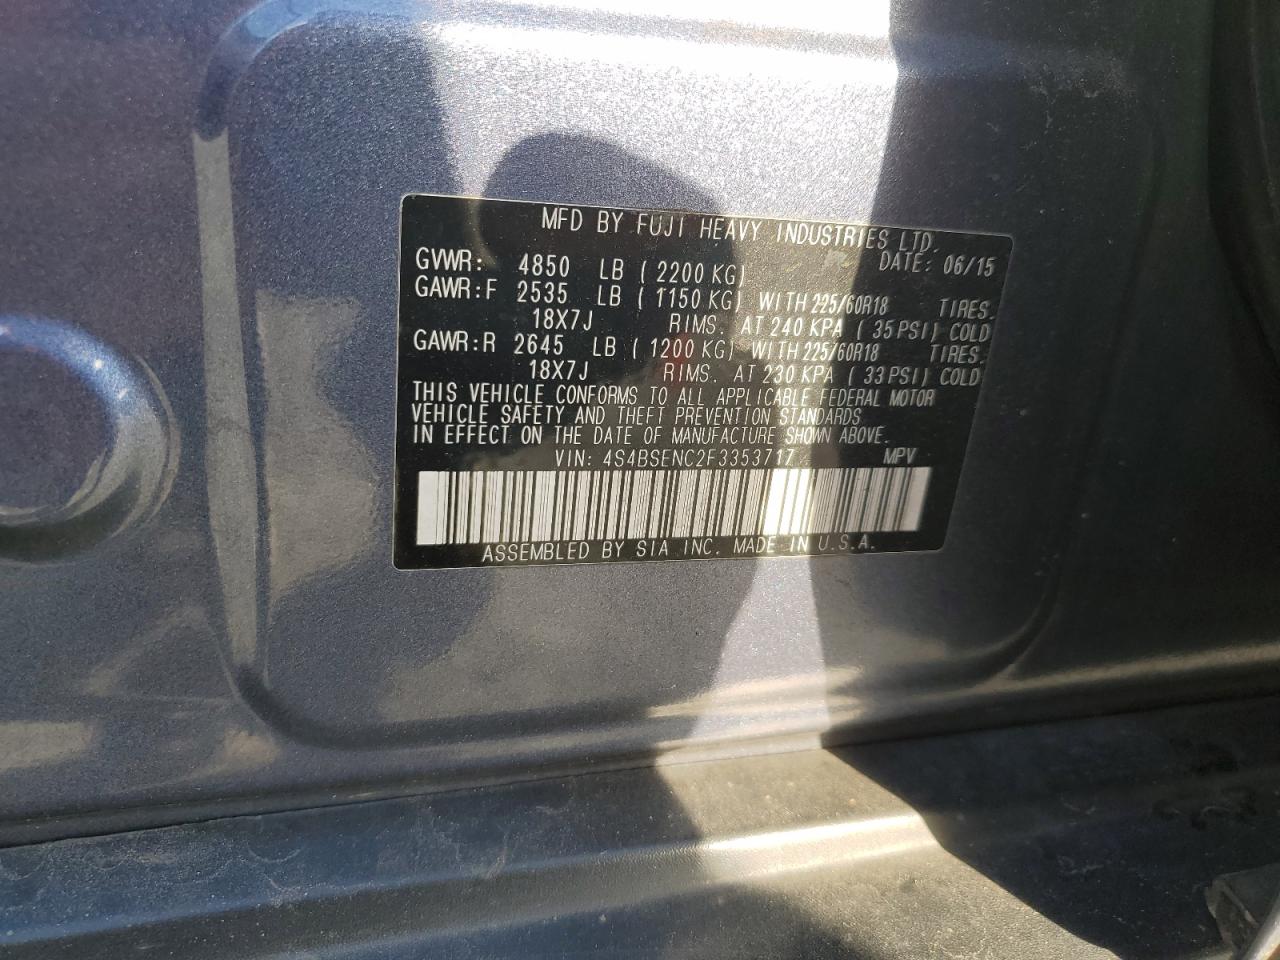 MFD BY FUJI HEAVY INDUSTRIES LTD.
DATE: 06/15
GVWR: 4850 LB (2200 KG)
GAWR:F 2535 LB (1150 KG) WITH 225/60R18 TIRES.
18X7J RIMS. AT 240 KPA (35 PSI) COLD
GAWR:R 2645 LB (1200 KG) WITH 225/60R18 TIRES.
18X7J RIMS. AT 230 KPA (33 PSI) COLD
THIS VEHICLE CONFORMS TO ALL APPLICABLE FEDERAL MOTOR
VEHICLE SAFETY AND THEFT PREVENTION STANDARDS
IN EFFECT ON THE DATE OF MANUFACTURE SHOWN ABOVE.
VIN: 4S4BSENC2F3353717 MPV
ASSEMBLED BY SIA INC. MADE IN U.S.A.